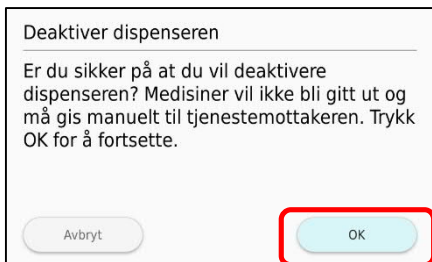 Deaktiver dispenseren
Er du sikker på at du vil deaktivere
dispenseren? Medisiner vil ikke bli gitt ut og
må gis manuelt til tjenestemottakeren. Trykk
OK for å fortsette.
Avbryt
OK